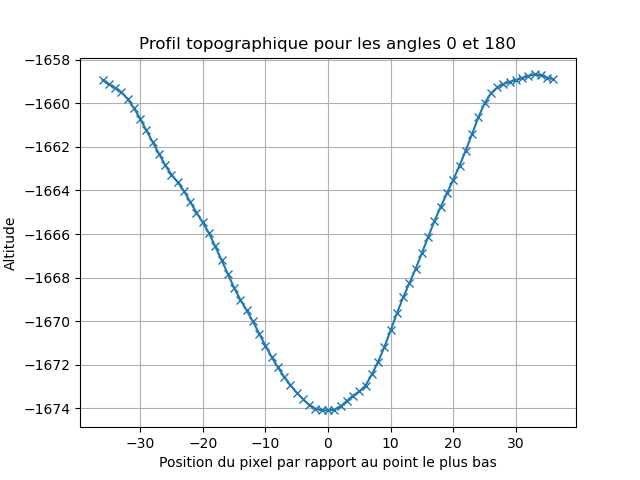 Profil topographique pour les angles 0 et 180
−1658
−1660
−1662
−1664
−1666
−1668
−1670
−1672
−1674
Altitude
−30 −20 −10 0 10 20 30
Position du pixel par rapport au point le plus bas